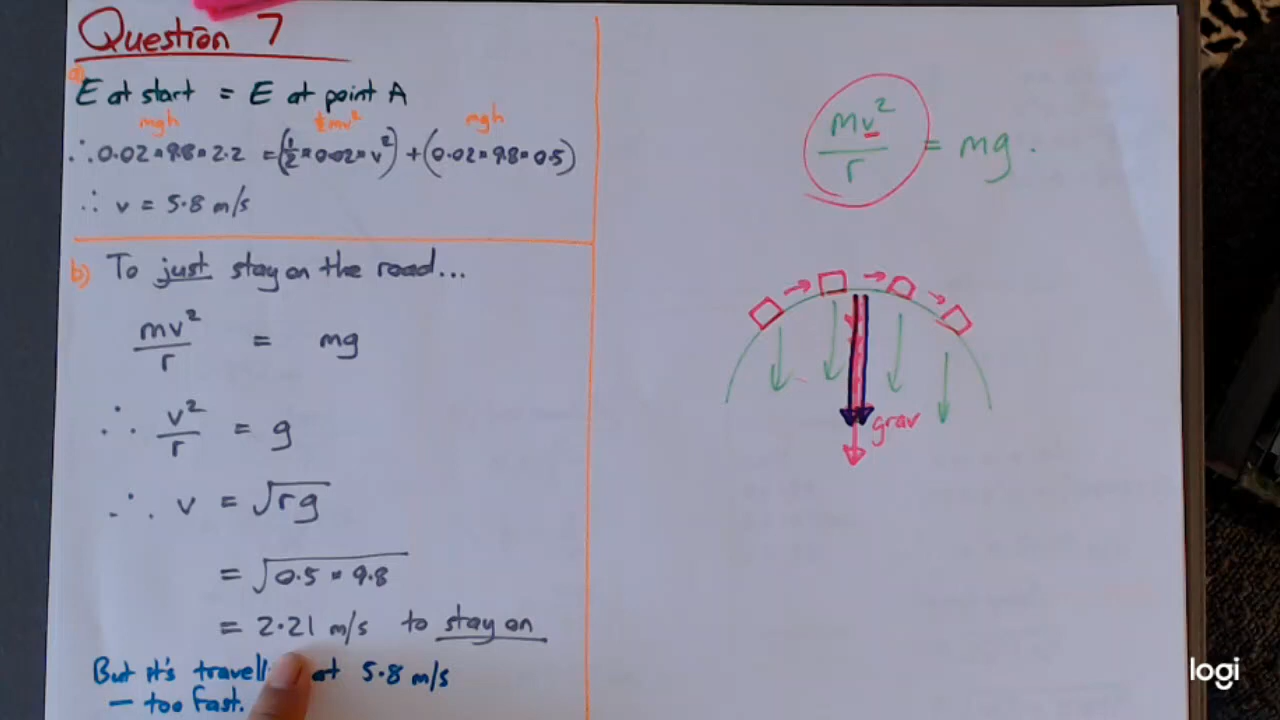 Question 7
a)
E at start = E at point A
mgh ½mv² mgh
∴ 0.02 × 9.8 × 2.2 = (½ × 0.02 × v²) + (0.02 × 9.8 × 0.5)
∴ v = 5.8 m/s
b) To just stay on the road...
mv²/r = mg
∴ v²/r = g
∴ v = √rg
= √0.5 × 9.8
= 2.21 m/s to stay on
But it's travell at 5.8 m/s
— too fast.
mv²/r = mg.
grav
logi